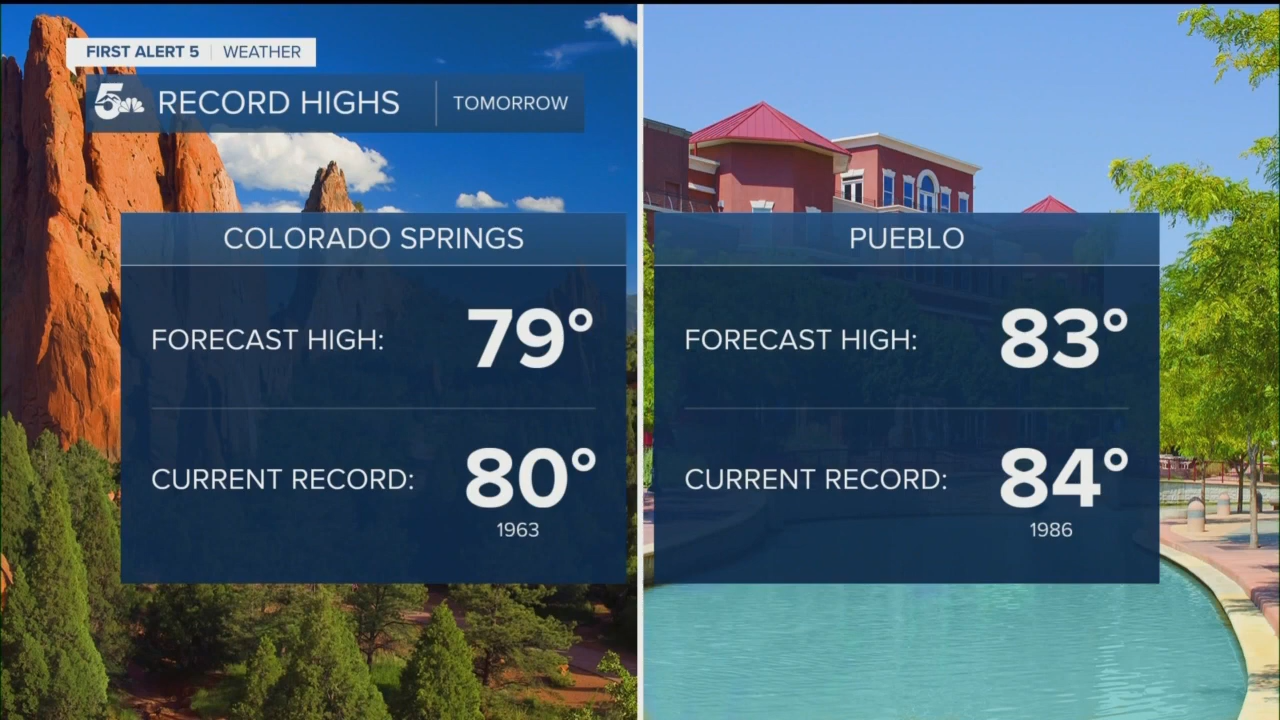 FIRST ALERT 5 | WEATHER
5 RECORD HIGHS | TOMORROW
COLORADO SPRINGS
FORECAST HIGH: 79°
CURRENT RECORD: 80°
1963
PUEBLO
FORECAST HIGH: 83°
CURRENT RECORD: 84°
1986